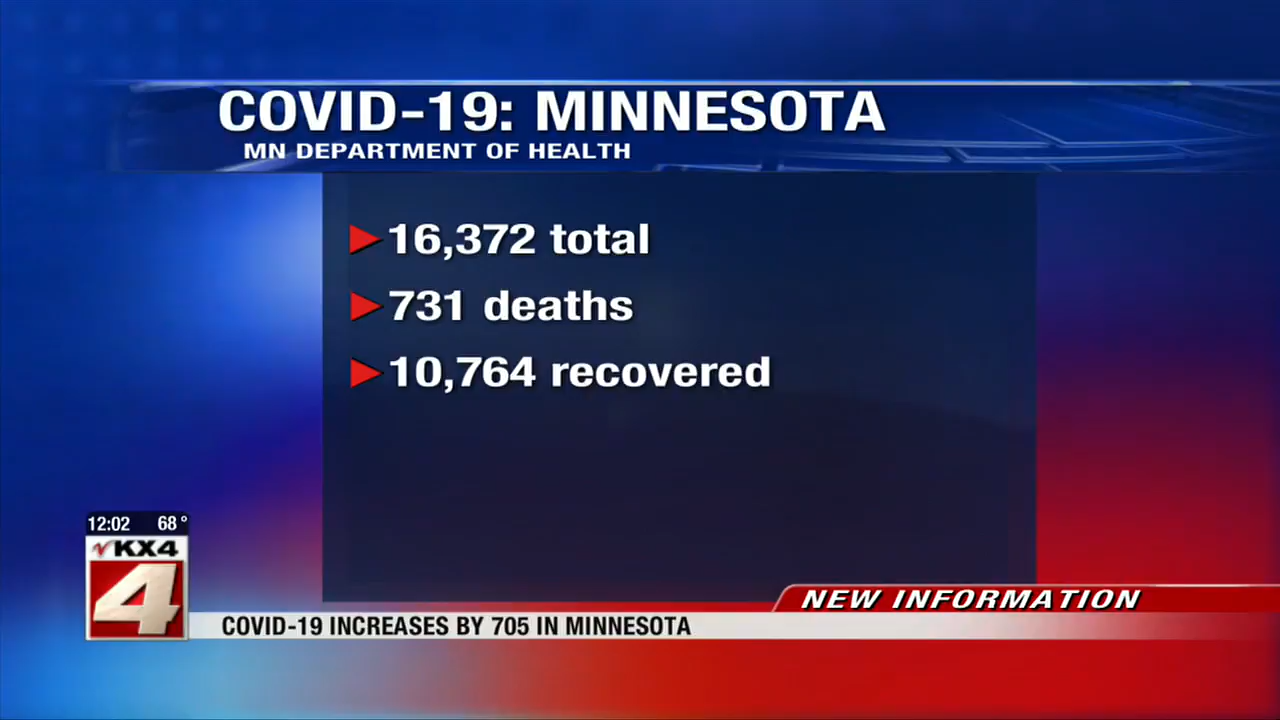 COVID-19: MINNESOTA
MN DEPARTMENT OF HEALTH
16,372 total
731 deaths
10,764 recovered
12:02 68°
KX4
4
NEW INFORMATION
COVID-19 INCREASES BY 705 IN MINNESOTA